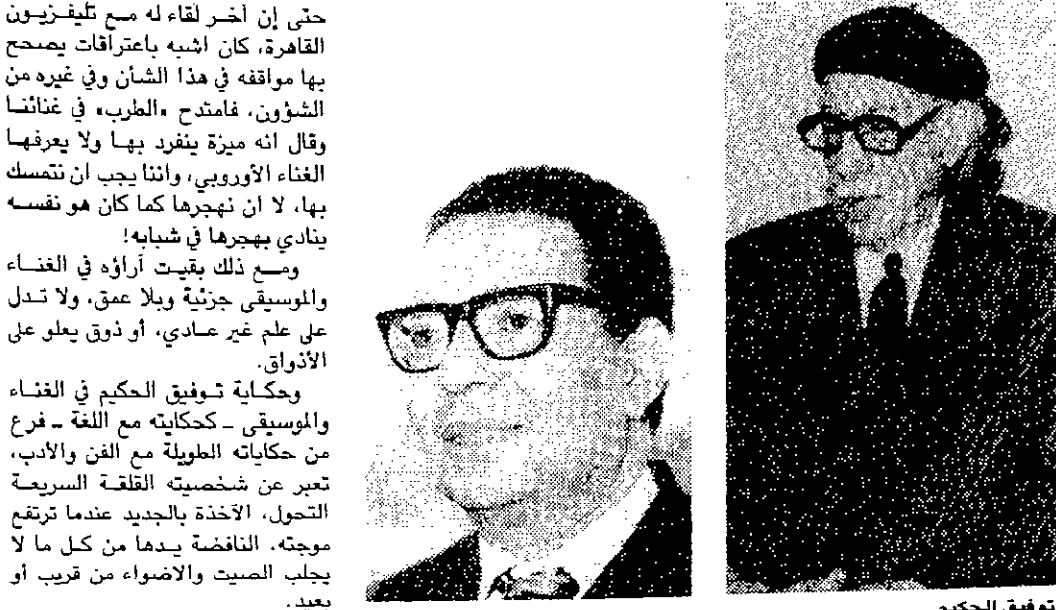 حتى إن آخر لقاء له مع تليفزيون
القاهرة، كان اشبه باعترافات يصحح
بها مواقفه في هذا الشأن وفي غيره من
الشؤون، فامتدح «الطرب» في غنائنا
وقال انه ميزة ينفرد بها ولا يعرفها
الغناء الأوروبي، واننا يجب ان نتمسك
بها، لا ان نهجرها كما كان هو نفسه
ينادي بهجرها في شبابه!
ومع ذلك بقيت آراؤه في الغناء
والموسيقى جزئية وبلا عمق، ولا تدل
على علم غير عادي، أو ذوق يعلو على
الأذواق.
وحكاية توفيق الحكيم في الغناء
والموسيقى ـ كحكايته مع اللغة ـ فرع
من حكاياته الطويلة مع الفن والأدب،
تعبر عن شخصيته القلقة السريعة
التحول، الآخذة بالجديد عندما ترتفع
موجته، النافضة يدها من كل ما لا
يجلب الصيت والاضواء من قريب أو
بعيد.
توفيق الحكيم